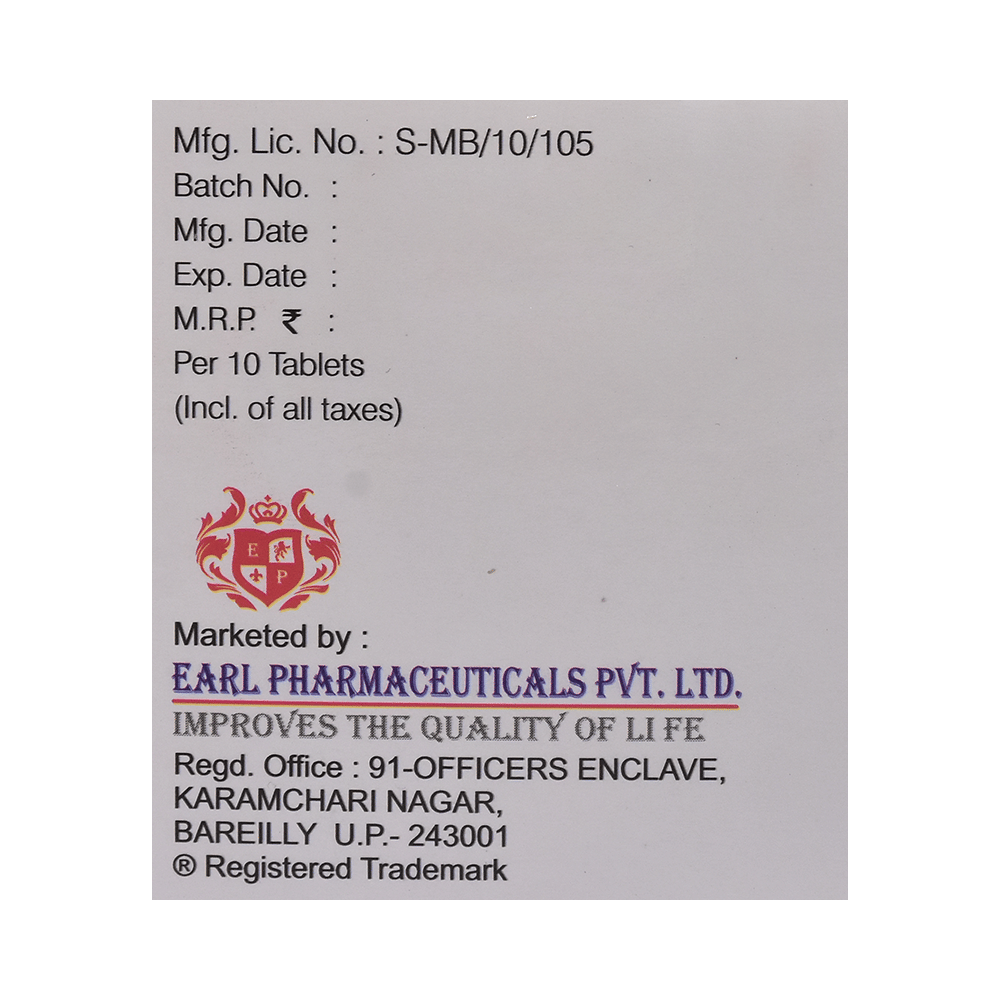 Mfg. Lic. No. : S-MB/10/105
Batch No. :
Mfg. Date :
Exp. Date :
M.R.P. ₹ :
Per 10 Tablets
(Incl. of all taxes)
E
P
Marketed by :
EARL PHARMACEUTICALS PVT. LTD.
IMPROVES THE QUALITY OF LIFE
Regd. Office : 91-OFFICERS ENCLAVE,
KARAMCHARI NAGAR,
BAREILLY U.P.- 243001
® Registered Trademark